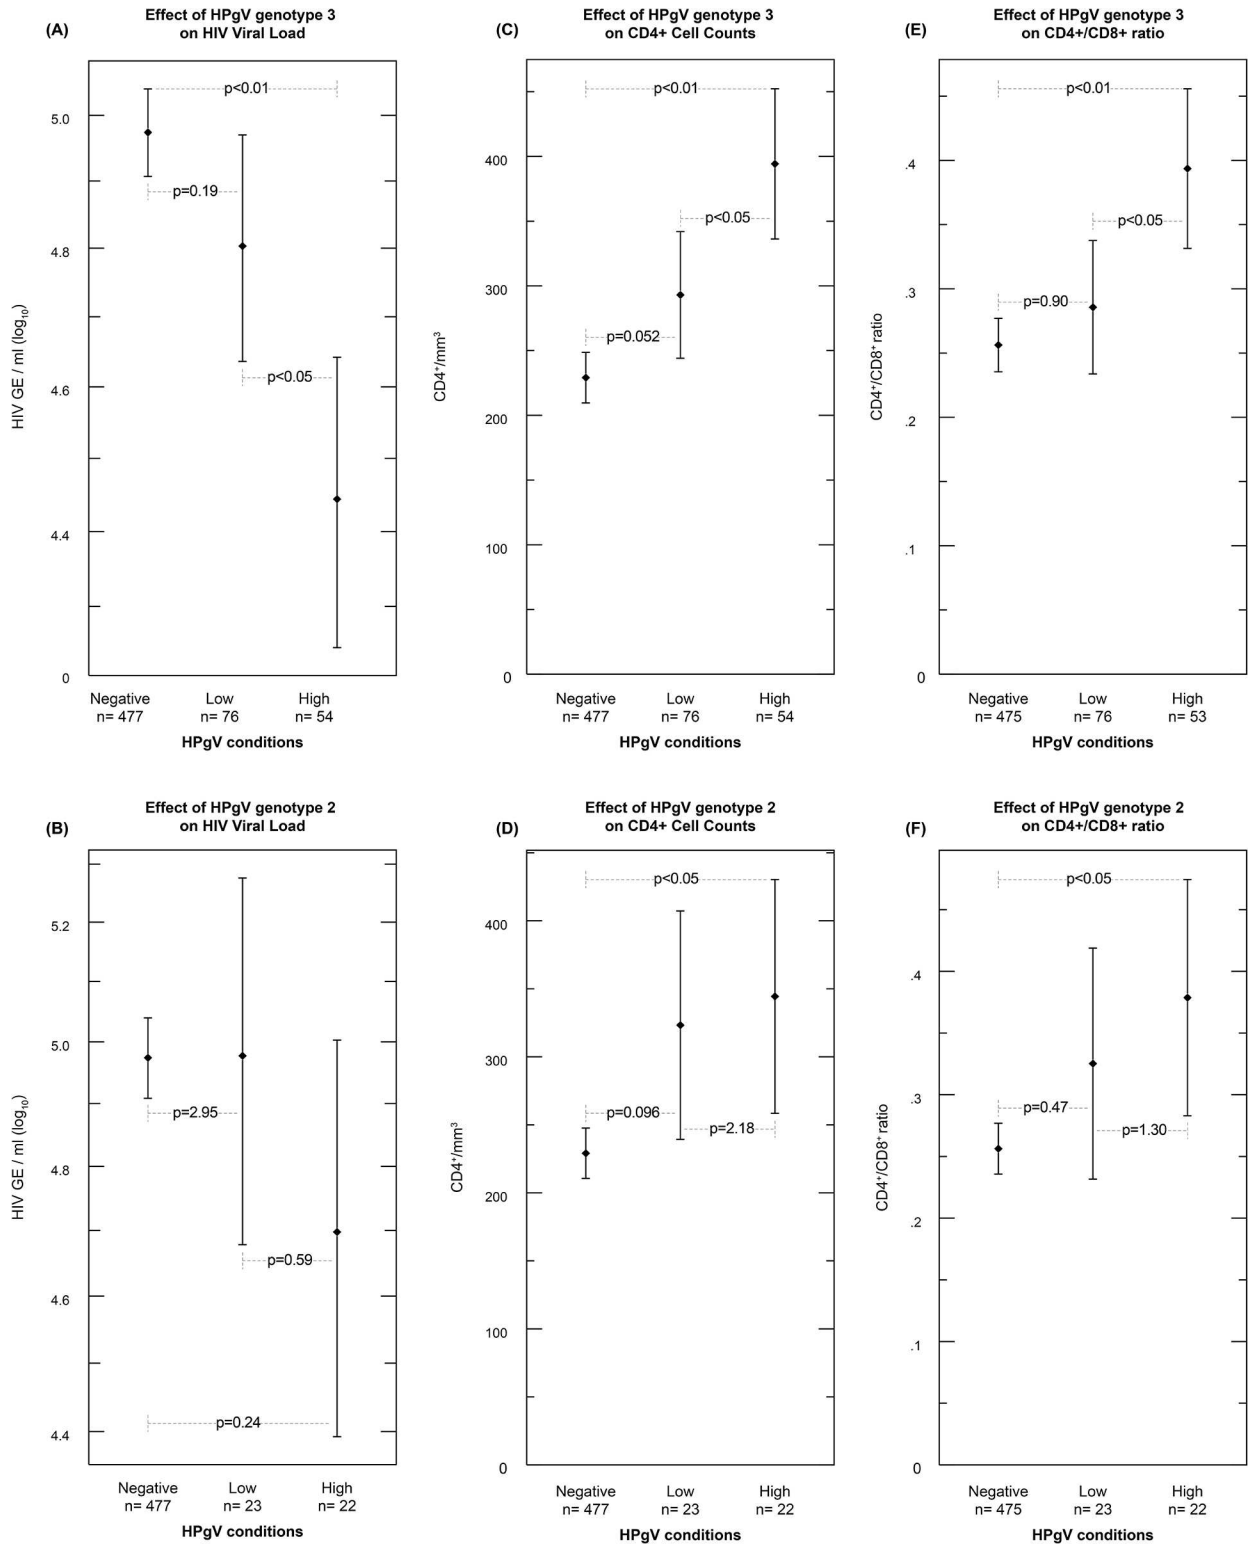 (A)
Effect of HPgV genotype 3
on HIV Viral Load
p<0.01
p=0.19
p<0.05
5.0
4.8
4.6
4.4
0
HIV GE / ml (log10)
Negative Low High
n= 477 n= 76 n= 54
HPgV conditions
(C)
Effect of HPgV genotype 3
on CD4+ Cell Counts
p<0.01
p<0.05
p=0.052
400
300
200
100
0
CD4+/mm3
Negative Low High
n= 477 n= 76 n= 54
HPgV conditions
(E)
Effect of HPgV genotype 3
on CD4+/CD8+ ratio
p<0.01
p<0.05
p=0.90
.4
.3
.2
.1
0
CD4+/CD8+ ratio
Negative Low High
n= 475 n= 76 n= 53
HPgV conditions
(B)
Effect of HPgV genotype 2
on HIV Viral Load
p=2.95
p=0.59
p=0.24
5.2
5.0
4.8
4.6
4.4
HIV GE / ml (log10)
Negative Low High
n= 477 n= 23 n= 22
HPgV conditions
(D)
Effect of HPgV genotype 2
on CD4+ Cell Counts
p<0.05
p=0.096
p=2.18
400
300
200
100
0
CD4+/mm3
Negative Low High
n= 477 n= 23 n= 22
HPgV conditions
(F)
Effect of HPgV genotype 2
on CD4+/CD8+ ratio
p<0.05
p=0.47
p=1.30
.4
.3
.2
.1
0
CD4+/CD8+ ratio
Negative Low High
n= 475 n= 23 n= 22
HPgV conditions